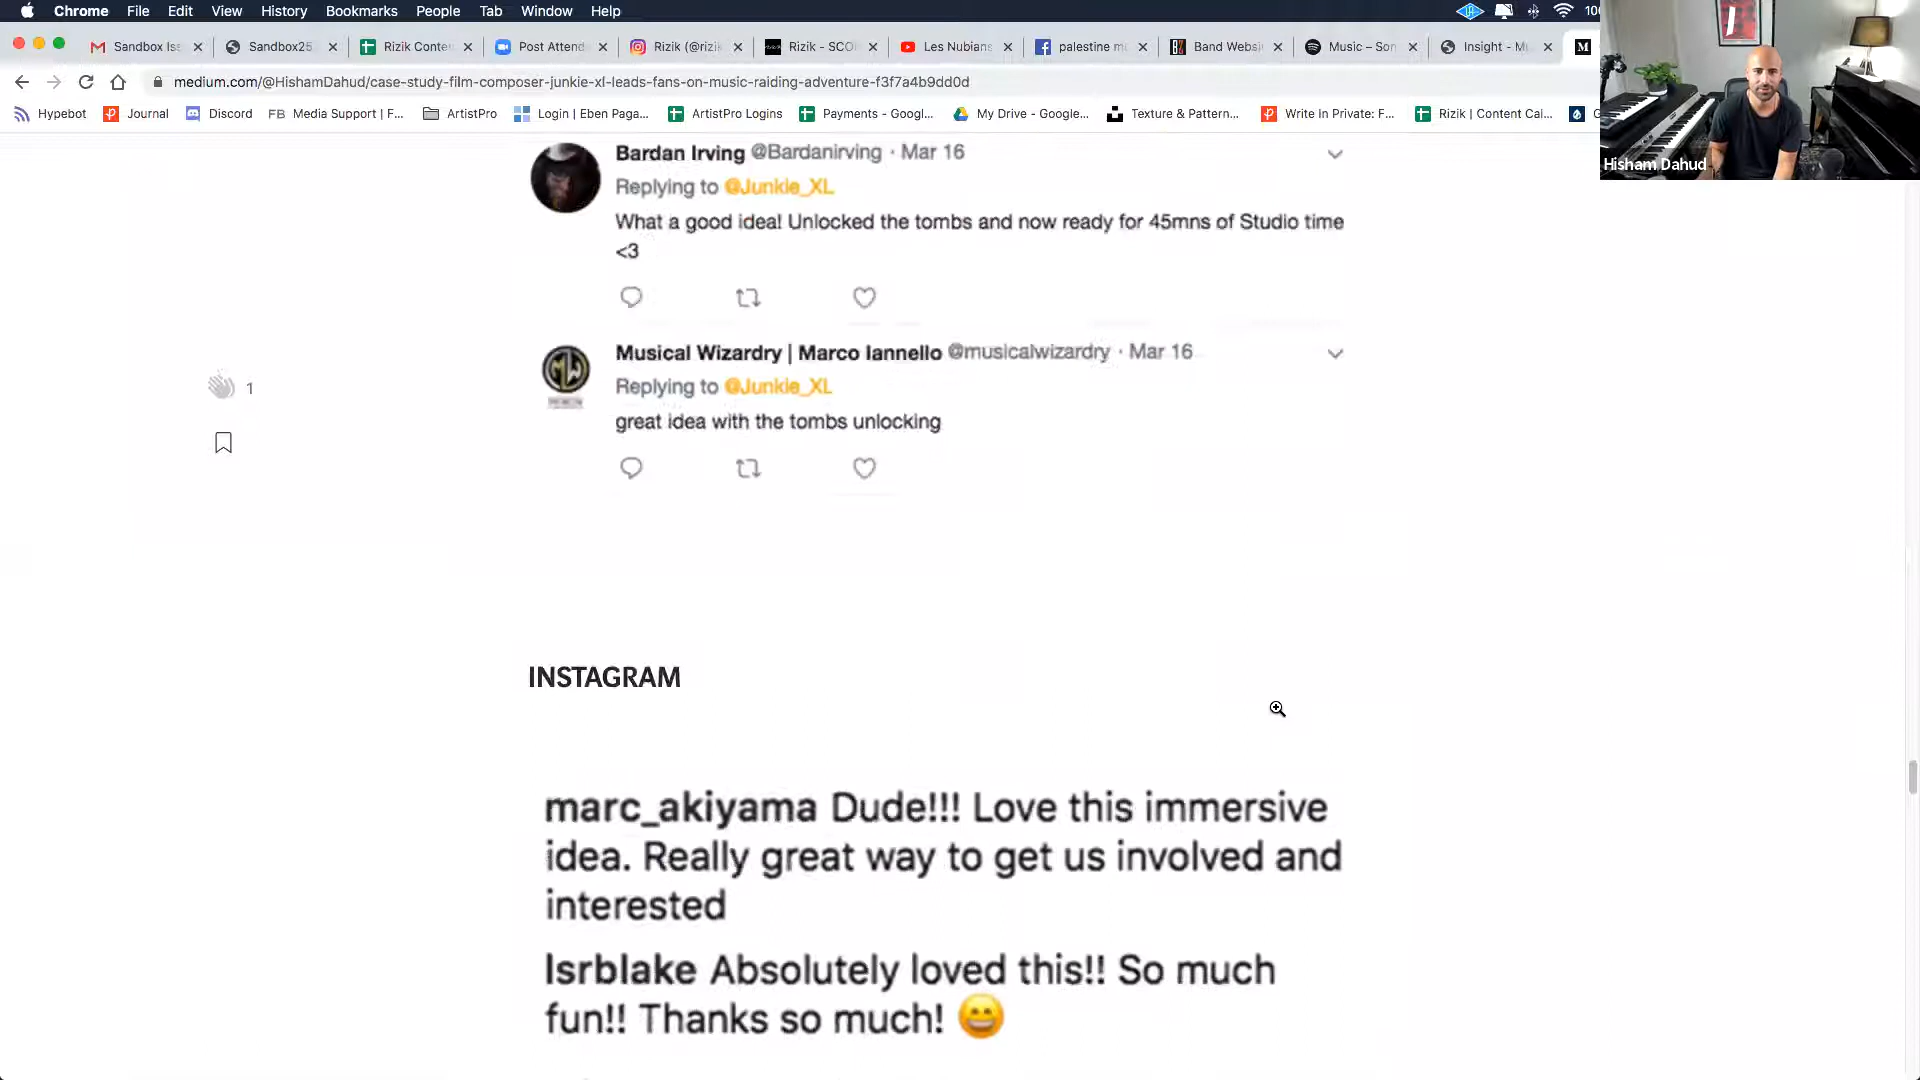 Chrome File Edit View History Bookmarks People Tab Window Help
Sandbox Iss
Sandbox25
Rizik Conte
Post Attend
Rizik (@rizik
Rizik - SCO
Les Nubians
palestine m
Band Websi
Music – Son
Insight - M
medium.com/@HishamDahud/case-study-film-composer-junkie-xl-leads-fans-on-music-raiding-adventure-f3f7a4b9dd0d
Hypebot Journal Discord FB Media Support | F... ArtistPro Login | Eben Paga... ArtistPro Logins Payments - Googl... My Drive - Google... Texture & Pattern... Write In Private: F... Rizik | Content Cal...
Hisham Dahud
Bardan Irving @Bardanirving · Mar 16
Replying to @Junkie_XL
What a good idea! Unlocked the tombs and now ready for 45mns of Studio time
<3
Musical Wizardry | Marco Iannello @musicalwizardry · Mar 16
Replying to @Junkie_XL
great idea with the tombs unlocking
1
INSTAGRAM
marc_akiyama Dude!!! Love this immersive
idea. Really great way to get us involved and
interested
lsrblake Absolutely loved this!! So much
fun!! Thanks so much! 😄